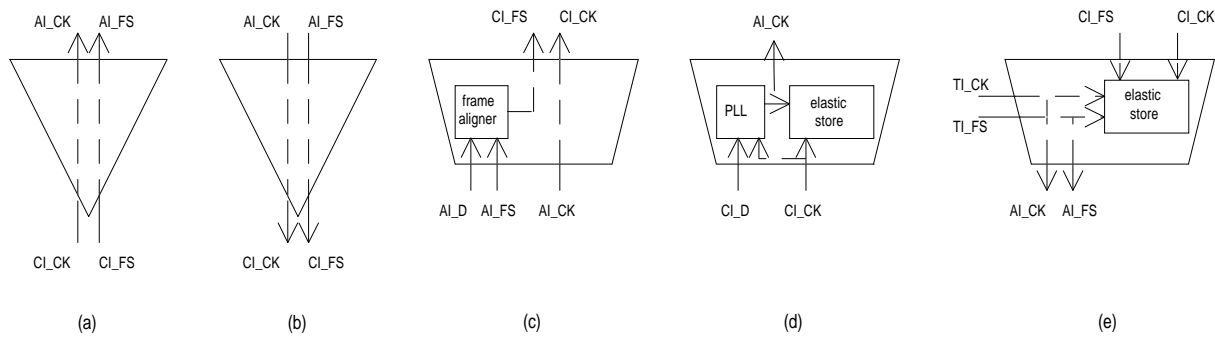 AI_CK AI_FS
CI_CK CI_FS
(a)
AI_CK AI_FS
CI_CK CI_FS
(b)
CI_FS CI_CK
frame
aligner
AI_D AI_FS AI_CK
(c)
AI_CK
PLL
elastic
store
CI_D CI_CK
(d)
CI_FS CI_CK
TI_CK
TI_FS
elastic
store
AI_CK AI_FS
(e)